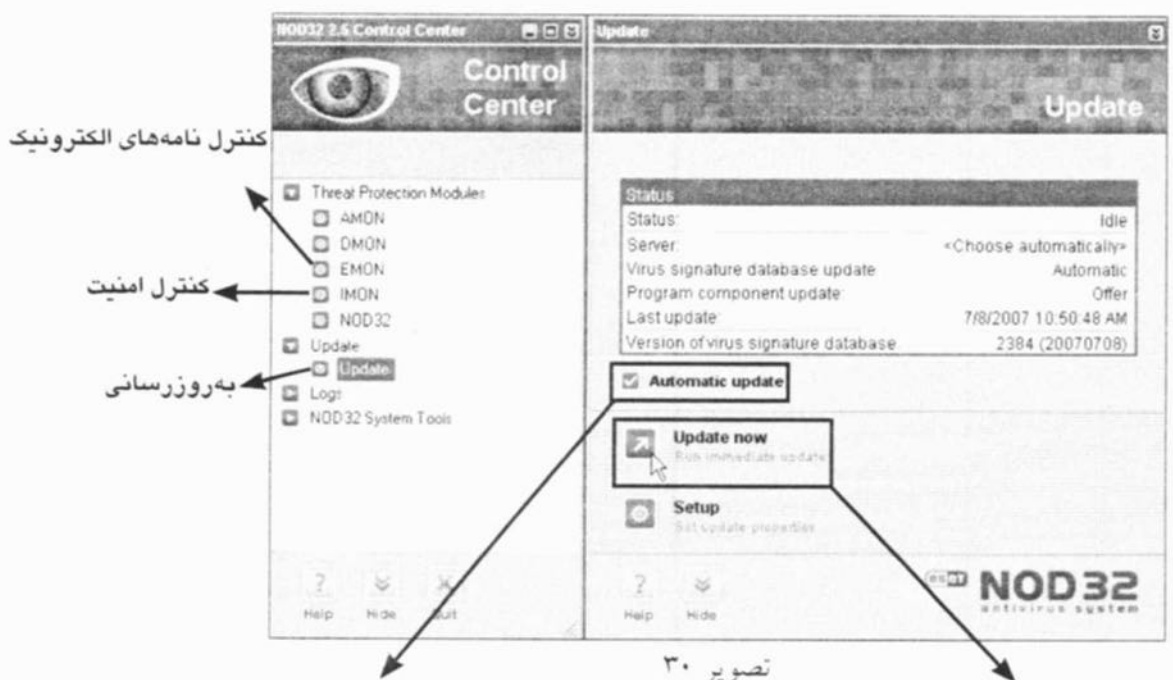 NOD32 2.5 Control Center
Control
Center
کنترل نامه‌های الکترونیک
Threat Protection Modules
AMON
DMON
EMON
IMON
کنترل امنیت
NOD32
Update
Update
به‌روزرسانی
Logs
NOD32 System Tools
Help
Hide
Quit
Update
Update
Status
Status:
Idle
Server:
<Choose automatically>
Virus signature database update
Automatic
Program component update:
Offer
Last update:
7/8/2007 10:50:48 AM
Version of virus signature database
2384 (20070708)
Automatic update
Update now
Run immediate update
Setup
Set update properties
Help
Hide
eset NOD32
antivirus system
تصویر ۳۰